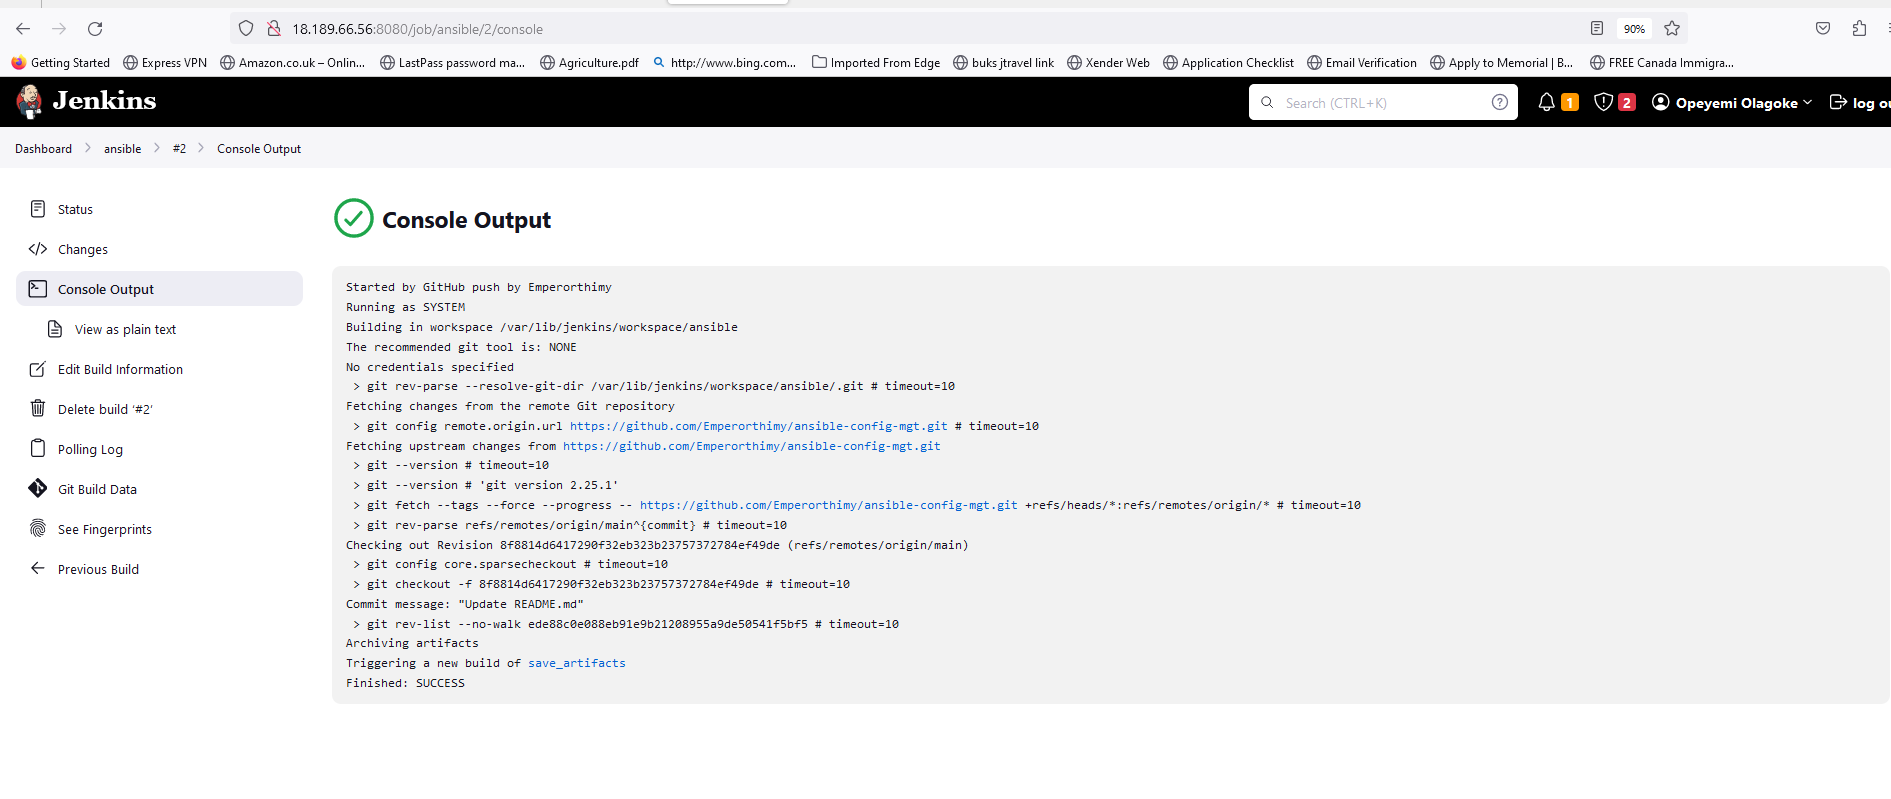 18.189.66.56:8080/job/ansible/2/console
90%
Getting Started
Express VPN
Amazon.co.uk – Onlin...
LastPass password ma...
Agriculture.pdf
http://www.bing.com...
Imported From Edge
buks jtravel link
Xender Web
Application Checklist
Email Verification
Apply to Memorial | B...
FREE Canada Immigra...
Jenkins
Search (CTRL+K)
1
2
Opeyemi Olagoke
log ou
Dashboard
ansible
#2
Console Output
Status
Changes
Console Output
View as plain text
Edit Build Information
Delete build ‘#2’
Polling Log
Git Build Data
See Fingerprints
Previous Build
Console Output
Started by GitHub push by Emperorthimy
Running as SYSTEM
Building in workspace /var/lib/jenkins/workspace/ansible
The recommended git tool is: NONE
No credentials specified
> git rev-parse --resolve-git-dir /var/lib/jenkins/workspace/ansible/.git # timeout=10
Fetching changes from the remote Git repository
> git config remote.origin.url https://github.com/Emperorthimy/ansible-config-mgt.git # timeout=10
Fetching upstream changes from https://github.com/Emperorthimy/ansible-config-mgt.git
> git --version # timeout=10
> git --version # 'git version 2.25.1'
> git fetch --tags --force --progress -- https://github.com/Emperorthimy/ansible-config-mgt.git +refs/heads/*:refs/remotes/origin/* # timeout=10
> git rev-parse refs/remotes/origin/main^{commit} # timeout=10
Checking out Revision 8f8814d6417290f32eb323b23757372784ef49de (refs/remotes/origin/main)
> git config core.sparsecheckout # timeout=10
> git checkout -f 8f8814d6417290f32eb323b23757372784ef49de # timeout=10
Commit message: "Update README.md"
> git rev-list --no-walk ede88c0e088eb91e9b21208955a9de50541f5bf5 # timeout=10
Archiving artifacts
Triggering a new build of save_artifacts
Finished: SUCCESS